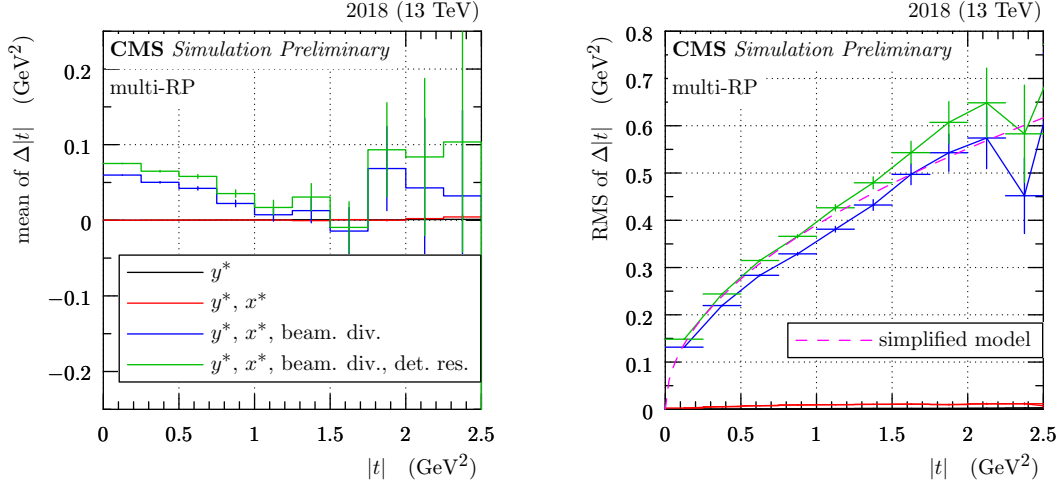 2018 (13 TeV)
CMS Simulation Preliminary
multi-RP
mean of Δ|t| (GeV²)
0.2
0.1
0
−0.1
−0.2
y*
y*, x*
y*, x*, beam. div.
y*, x*, beam. div., det. res.
0 0.5 1 1.5 2 2.5
|t| (GeV²)
2018 (13 TeV)
CMS Simulation Preliminary
multi-RP
RMS of Δ|t| (GeV²)
0.8
0.7
0.6
0.5
0.4
0.3
0.2
0.1
0
simplified model
0 0.5 1 1.5 2 2.5
|t| (GeV²)